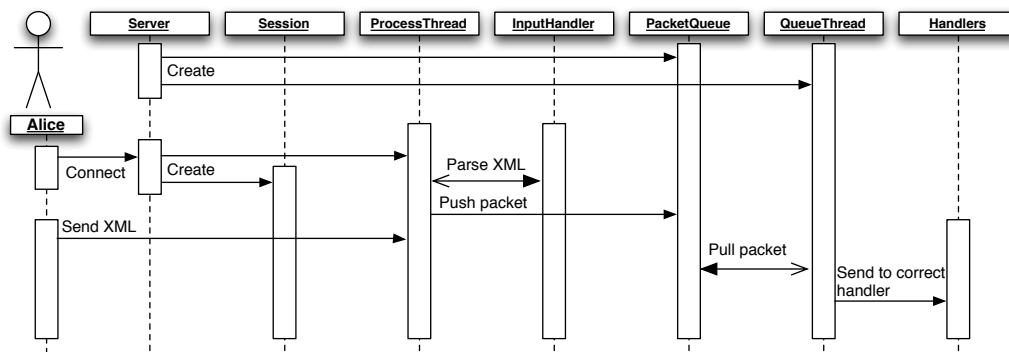 Server
Session
ProcessThread
InputHandler
PacketQueue
QueueThread
Handlers
Create
Alice
Connect
Create
Parse XML
Push packet
Send XML
Pull packet
Send to correct
handler